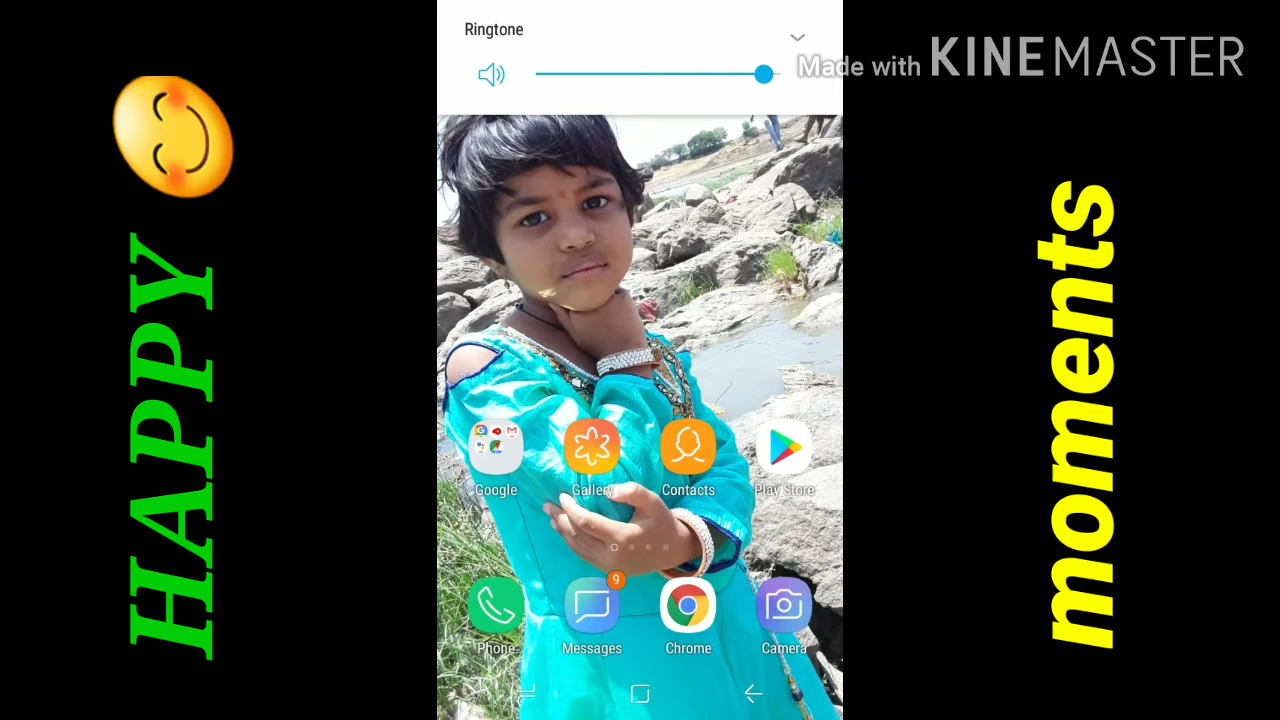 Ringtone
Made with KINEMASTER
HAPPY
moments
Google
Gallery
Contacts
Play Store
9
Phone
Messages
Chrome
Camera